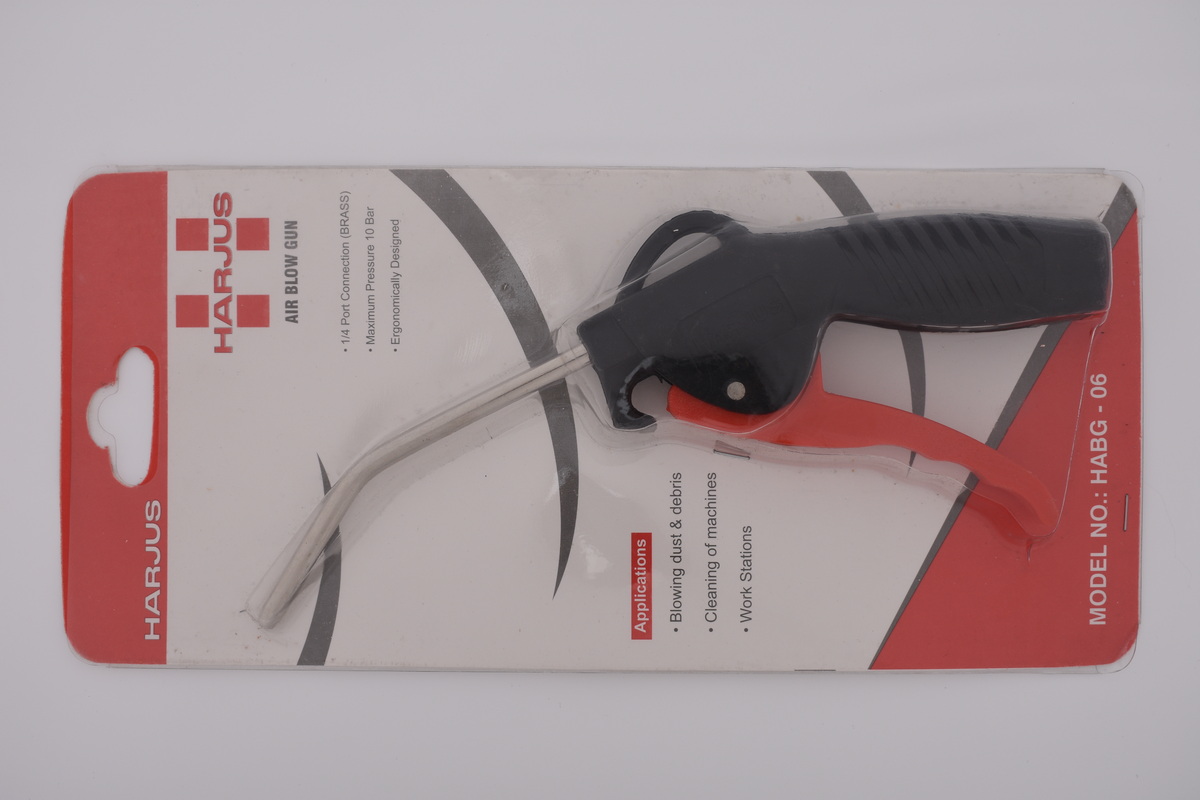 HARJUS
HARJUS
AIR BLOW GUN
• 1/4 Port Connection (BRASS)
• Maximum Pressure 10 Bar
• Ergonomically Designed
Applications
• Blowing dust & debris
• Cleaning of machines
• Work Stations
MODEL NO.: HABG - 06